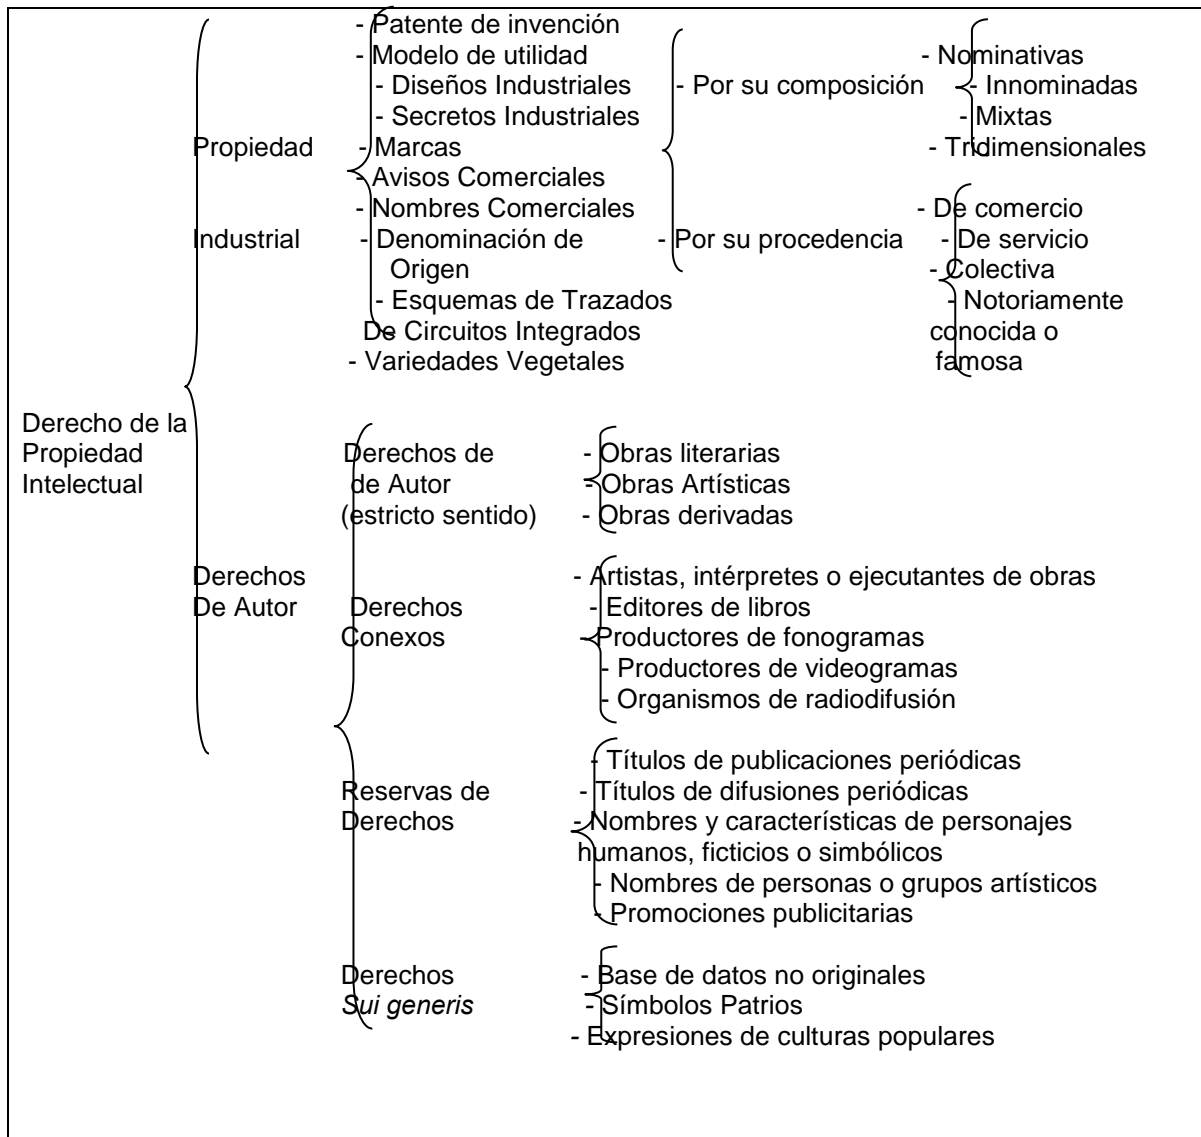 Derecho de la
Propiedad
Intelectual
Propiedad
Industrial
- Patente de invención
- Modelo de utilidad
- Diseños Industriales
- Secretos Industriales
- Marcas
- Avisos Comerciales
- Nombres Comerciales
- Denominación de
Origen
- Esquemas de Trazados
De Circuitos Integrados
- Variedades Vegetales
- Por su composición
- Nominativas
- Innominadas
- Mixtas
- Tridimensionales
- Por su procedencia
- De comercio
- De servicio
- Colectiva
- Notoriamente
conocida o
famosa
Derechos
De Autor
Derechos de
de Autor
(estricto sentido)
- Obras literarias
- Obras Artísticas
- Obras derivadas
Derechos
Conexos
- Artistas, intérpretes o ejecutantes de obras
- Editores de libros
- Productores de fonogramas
- Productores de videogramas
- Organismos de radiodifusión
Reservas de
Derechos
- Títulos de publicaciones periódicas
- Títulos de difusiones periódicas
- Nombres y características de personajes
humanos, ficticios o simbólicos
- Nombres de personas o grupos artísticos
- Promociones publicitarias
Derechos
Sui generis
- Base de datos no originales
- Símbolos Patrios
- Expresiones de culturas populares